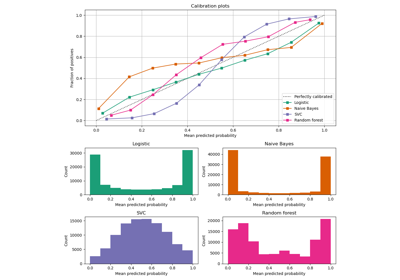 Calibration plots
1.0
0.8
0.6
0.4
0.2
0.0
Fraction of positives
0.0 0.2 0.4 0.6 0.8 1.0
Mean predicted probability
Perfectly calibrated
Logistic
Naive Bayes
SVC
Random forest
Logistic
30000
20000
10000
0
Count
0.0 0.2 0.4 0.6 0.8 1.0
Mean predicted probability
Naive Bayes
40000
30000
20000
10000
0
Count
0.0 0.2 0.4 0.6 0.8 1.0
Mean predicted probability
SVC
15000
10000
5000
0
Count
0.0 0.2 0.4 0.6 0.8 1.0
Mean predicted probability
Random forest
20000
15000
10000
5000
0
Count
0.0 0.2 0.4 0.6 0.8 1.0
Mean predicted probability